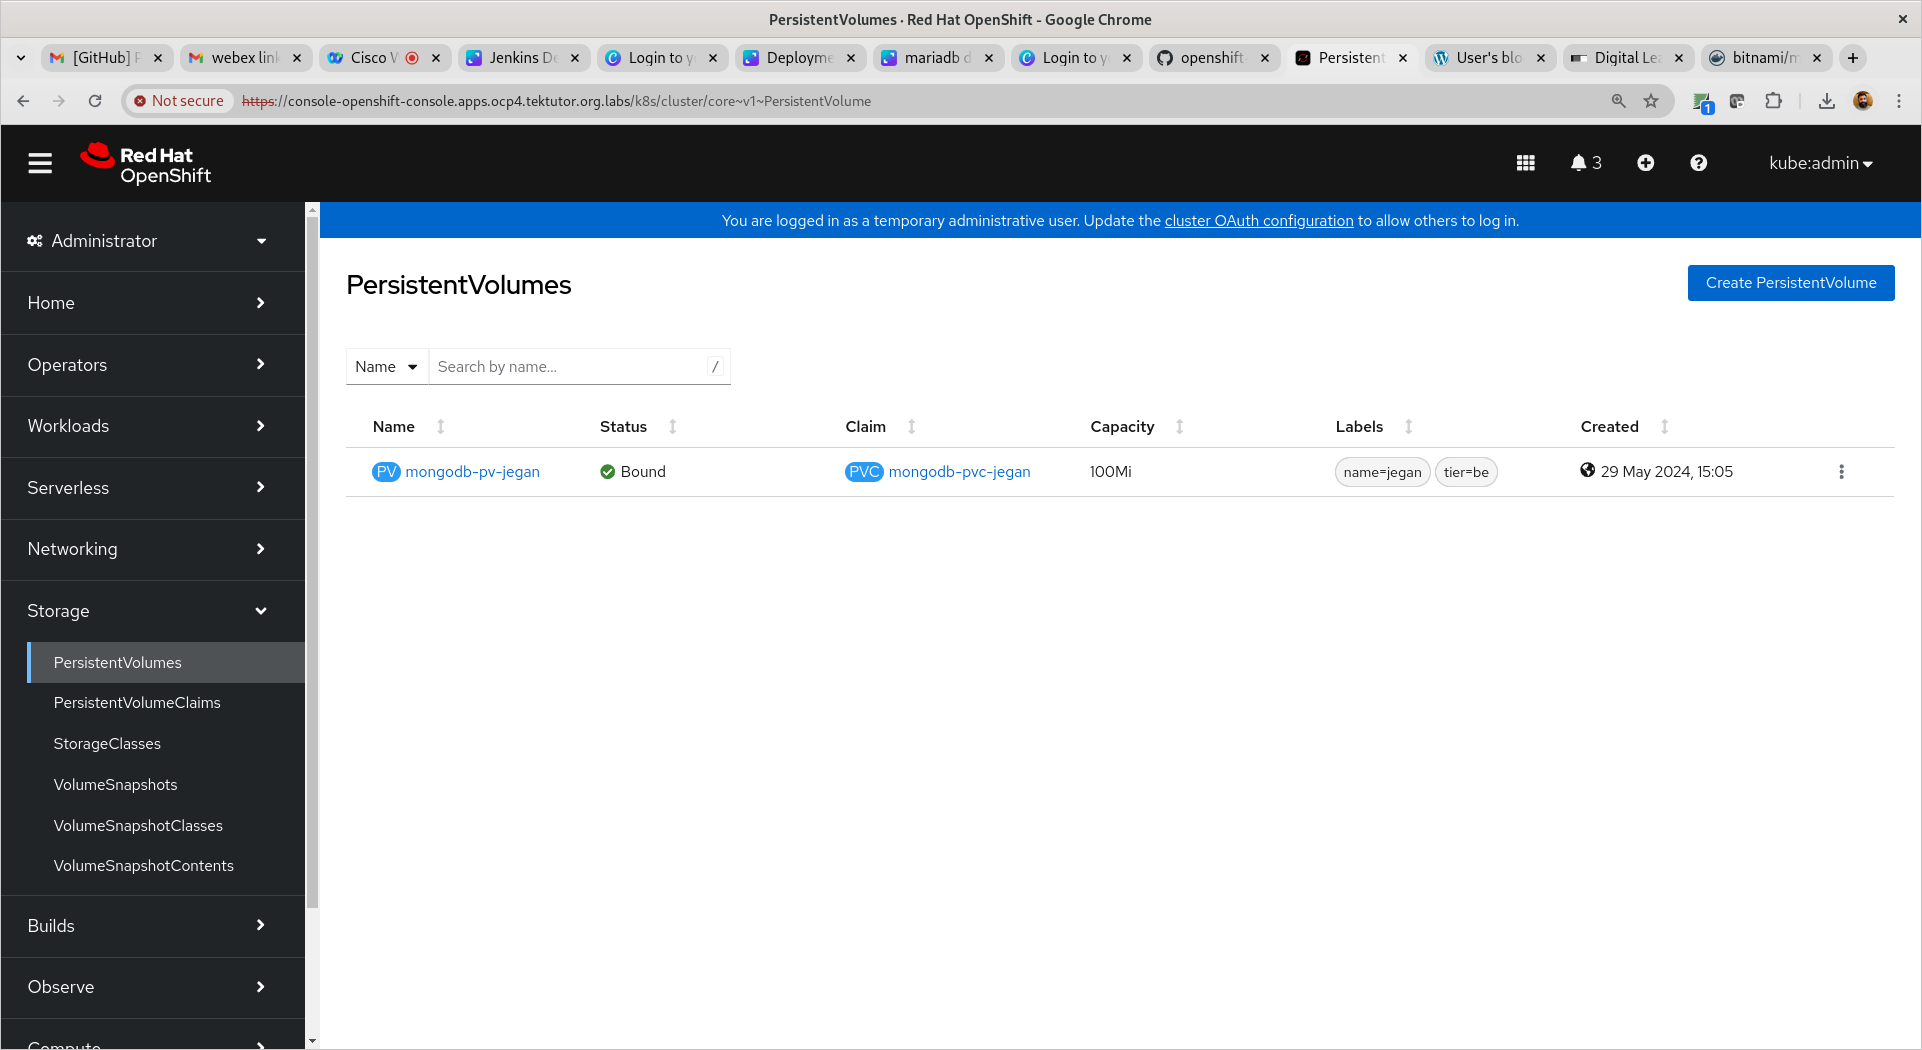 PersistentVolumes · Red Hat OpenShift - Google Chrome
[GitHub] P
webex lin
Cisco W
Jenkins De
Login to y
Deployme
mariadb d
Login to y
openshift-
Persistent
User's blo
Digital Lea
bitnami/m
Not secure
https://console-openshift-console.apps.ocp4.tektutor.org.labs/k8s/cluster/core~v1~PersistentVolume
1
Red Hat
OpenShift
3
kube:admin
You are logged in as a temporary administrative user. Update the cluster OAuth configuration to allow others to log in.
Administrator
Home
Operators
Workloads
Serverless
Networking
Storage
PersistentVolumes
PersistentVolumeClaims
StorageClasses
VolumeSnapshots
VolumeSnapshotClasses
VolumeSnapshotContents
Builds
Observe
Compute
PersistentVolumes
Create PersistentVolume
Name
Search by name...
/
Name Status Claim Capacity Labels Created
PV mongodb-pv-jegan Bound PVC mongodb-pvc-jegan 100Mi name=jegan tier=be 29 May 2024, 15:05